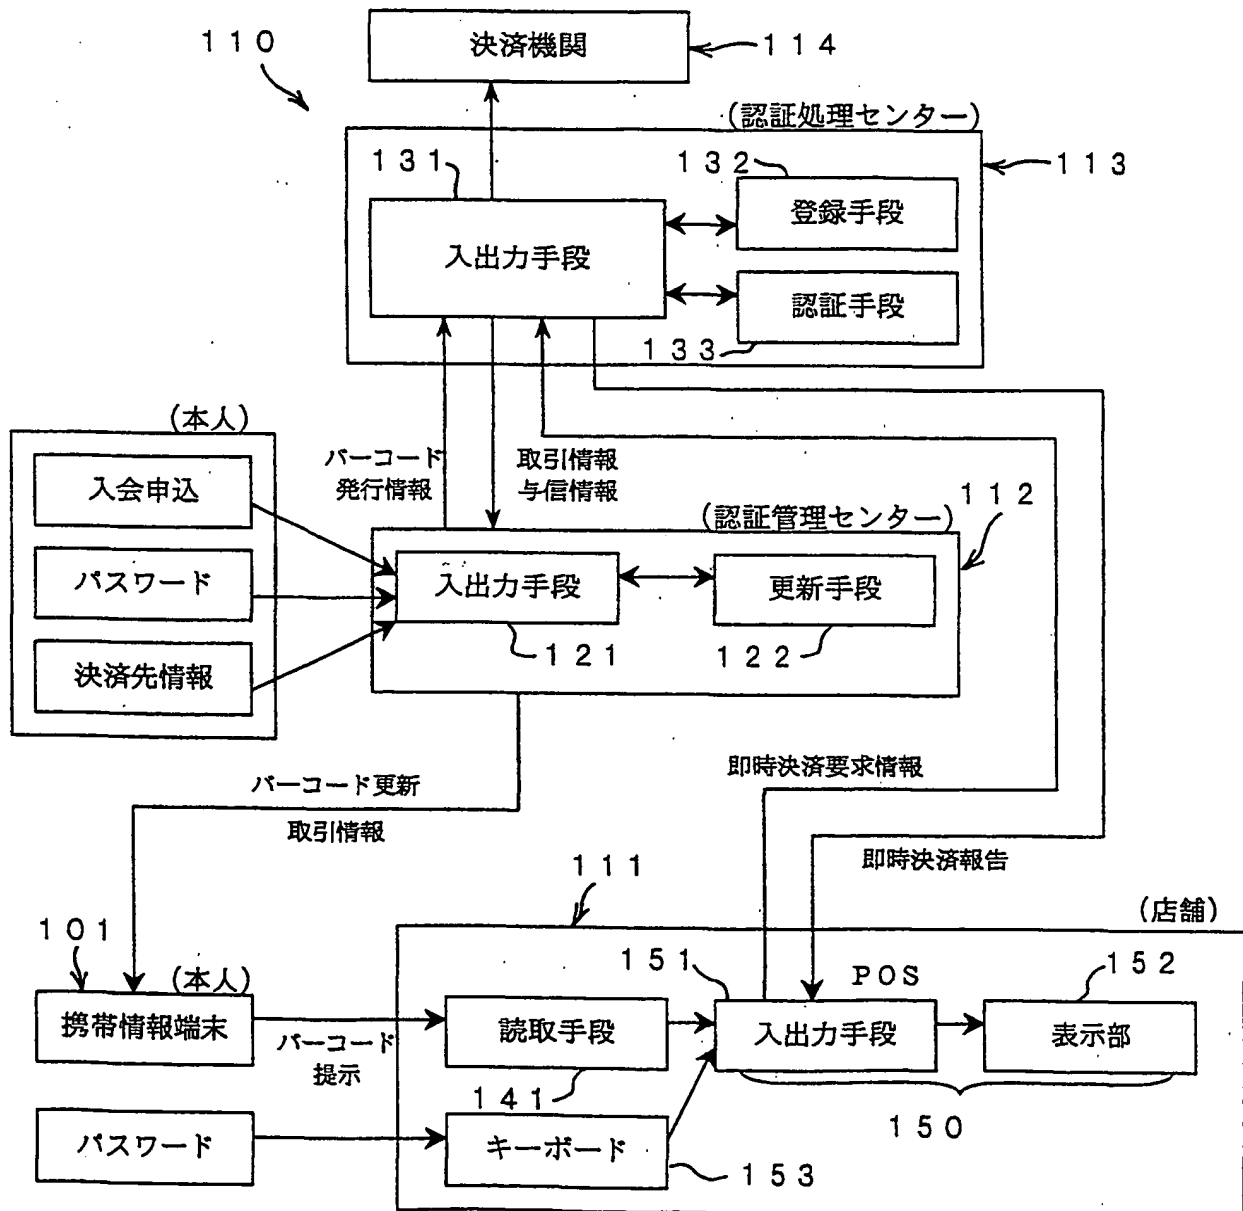 110
決済機関
114
(認証処理センター)
131
132
113
登録手段
入出力手段
認証手段
133
(本人)
バーコード
発行情報
取引情報
与信情報
入会申込
(認証管理センター)
112
パスワード
入出力手段
更新手段
決済先情報
121
122
バーコード更新
取引情報
即時決済要求情報
即時決済報告
111
(店舗)
101
(本人)
151
POS
152
携帯情報端末
バーコード
提示
読取手段
入出力手段
表示部
141
150
パスワード
キーボード
153